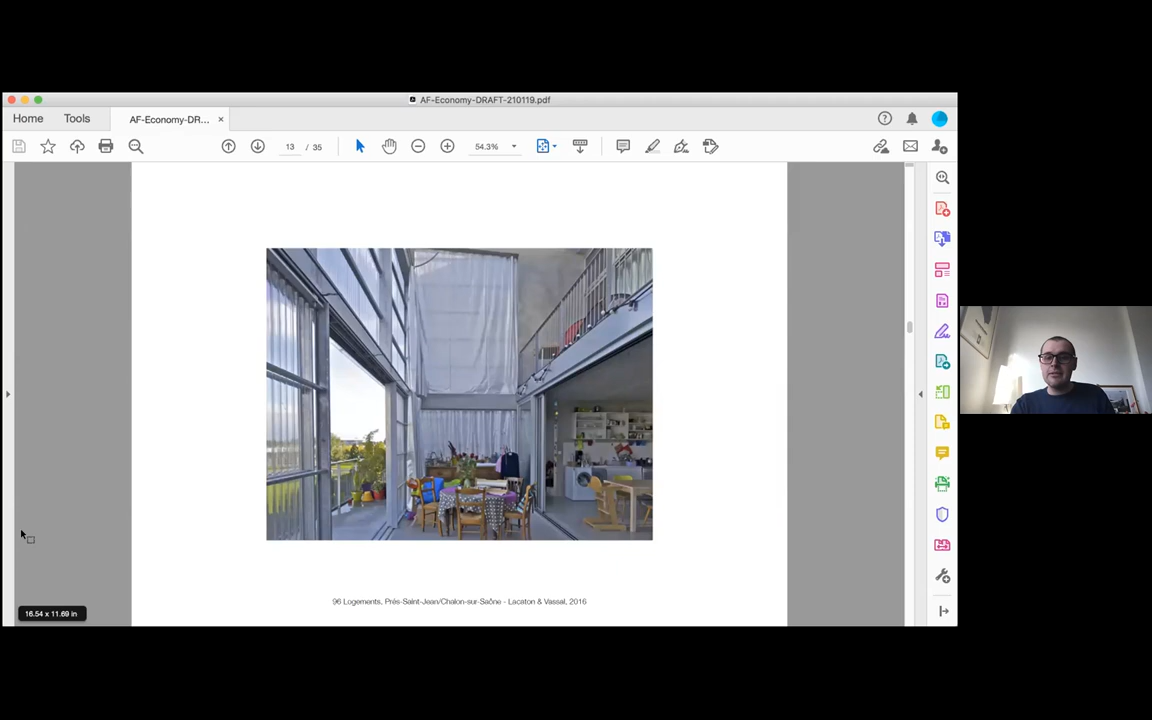 AF-Economy-DRAFT-210119.pdf
Home
Tools
AF-Economy-DR...
13 / 35
54.3%
96 Logements, Près-Saint-Jean/Chalon-sur-Saône - Lacaton & Vassal, 2016
16.54 x 11.69 in